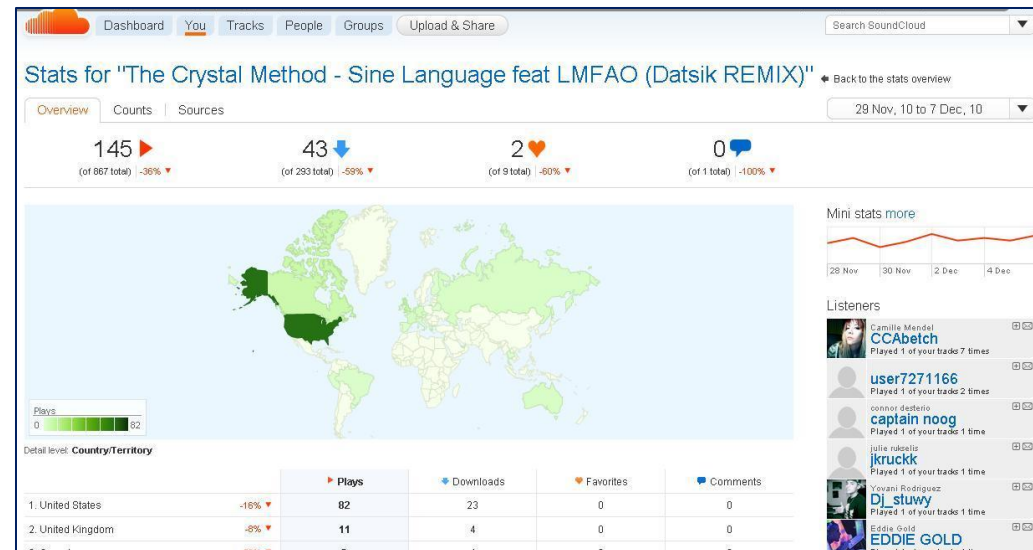 Dashboard You Tracks People Groups Upload & Share Search SoundCloud
Stats for "The Crystal Method - Sine Language feat LMFAO (Datsik REMIX)" Back to the stats overview
Overview Counts Sources 29 Nov, 10 to 7 Dec, 10
145 43 2 0
(of 867 total) -36% (of 293 total) -59% (of 9 total) -60% (of 1 total) -100%
Mini stats more
28 Nov 30 Nov 2 Dec 4 Dec
Listeners
Camille Mendel
CCAbetch
Played 1 of your tracks 7 times
user7271166
Played 1 of your tracks 2 times
connor desterio
captain noog
Played 1 of your tracks 1 time
julie rukselis
jkruckk
Played 1 of your tracks 1 time
Yovani Rodriguez
Dj_stuwy
Played 1 of your tracks 1 time
Eddie Gold
EDDIE GOLD
Plays
0 82
Detail level: Country/Territory
Plays Downloads Favorites Comments
1. United States -16% 82 23 0 0
2. United Kingdom -8% 11 4 0 0